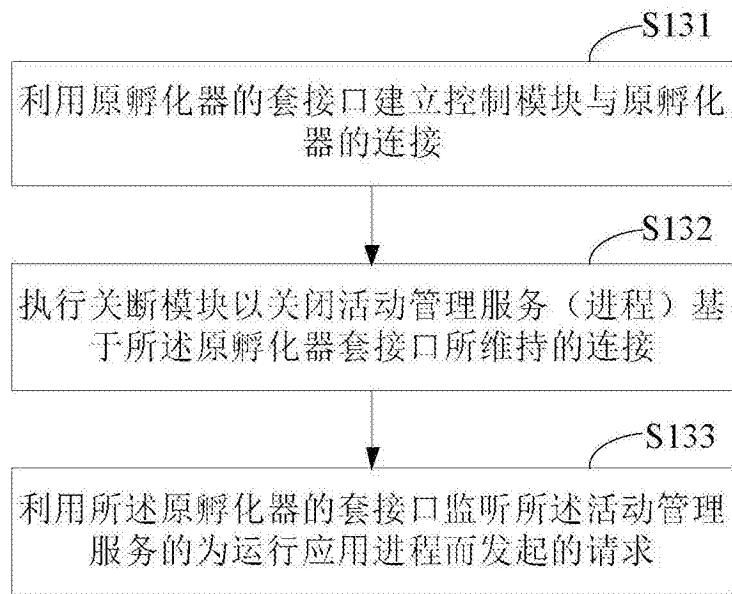 S131
利用原孵化器的套接口建立控制模块与原孵化
器的连接
S132
执行关断模块以关闭活动管理服务（进程）基
于所述原孵化器套接口所维持的连接
S133
利用所述原孵化器的套接口监听所述活动管理
服务的为运行应用进程而发起的请求